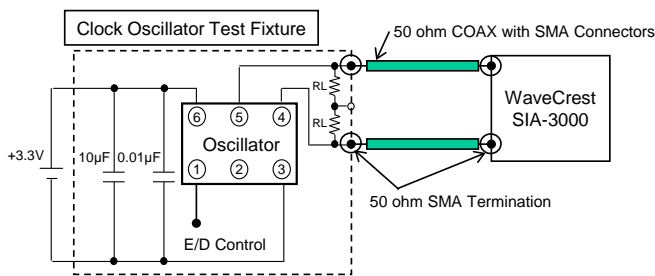 Clock Oscillator Test Fixture
50 ohm COAX with SMA Connectors
RL
RL
WaveCrest
SIA-3000
6 5 4
Oscillator
1 2 3
+3.3V
10µF
0.01µF
50 ohm SMA Termination
E/D Control